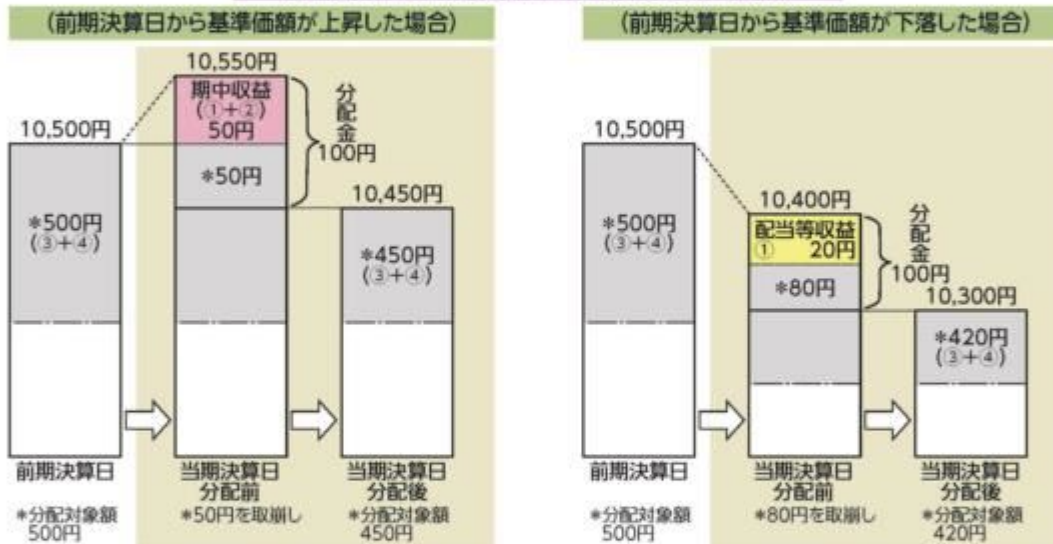 (前期決算日から基準価額が上昇した場合)
10,550円
期中収益
(①+②)
50円
分配金
100円
10,500円
*50円
10,450円
*500円
(③+④)
*450円
(③+④)
前期決算日
当期決算日
分配前
当期決算日
分配後
*分配対象額
500円
*50円を取崩し
*分配対象額
450円
(前期決算日から基準価額が下落した場合)
10,500円
10,400円
*500円
(③+④)
配当等収益
① 20円
分配金
100円
*80円
10,300円
*420円
(③+④)
前期決算日
当期決算日
分配前
当期決算日
分配後
*分配対象額
500円
*80円を取崩し
*分配対象額
420円